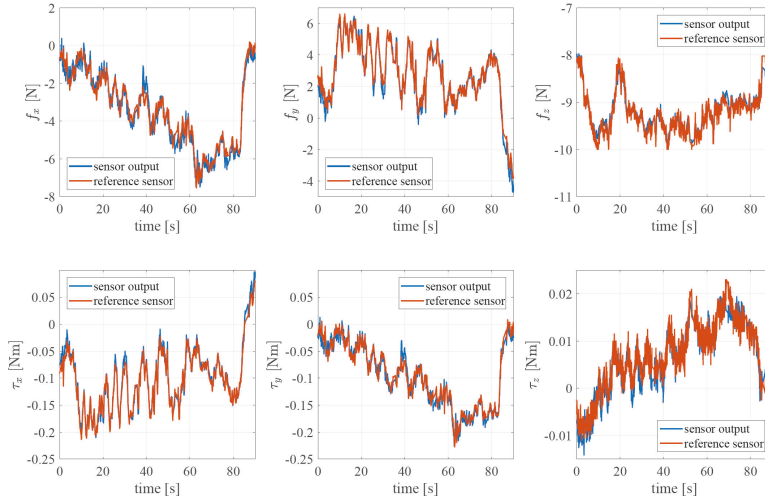 2
0
-2
-4
-6
-8
0 20 40 60 80
time [s]
f_x [N]
sensor output
reference sensor
6
4
2
0
-2
-4
0 20 40 60 80
time [s]
f_y [N]
sensor output
reference sensor
-7
-8
-9
-10
-11
0 20 40 60 80
time [s]
f_z [N]
sensor output
reference sensor
0.05
0
-0.05
-0.1
-0.15
-0.2
-0.25
0 20 40 60 80
time [s]
τ_x [Nm]
sensor output
reference sensor
0.05
0
-0.05
-0.1
-0.15
-0.2
-0.25
0 20 40 60 80
time [s]
τ_y [Nm]
sensor output
reference sensor
0.02
0.01
0
-0.01
0 20 40 60 80
time [s]
τ_z [Nm]
sensor output
reference sensor